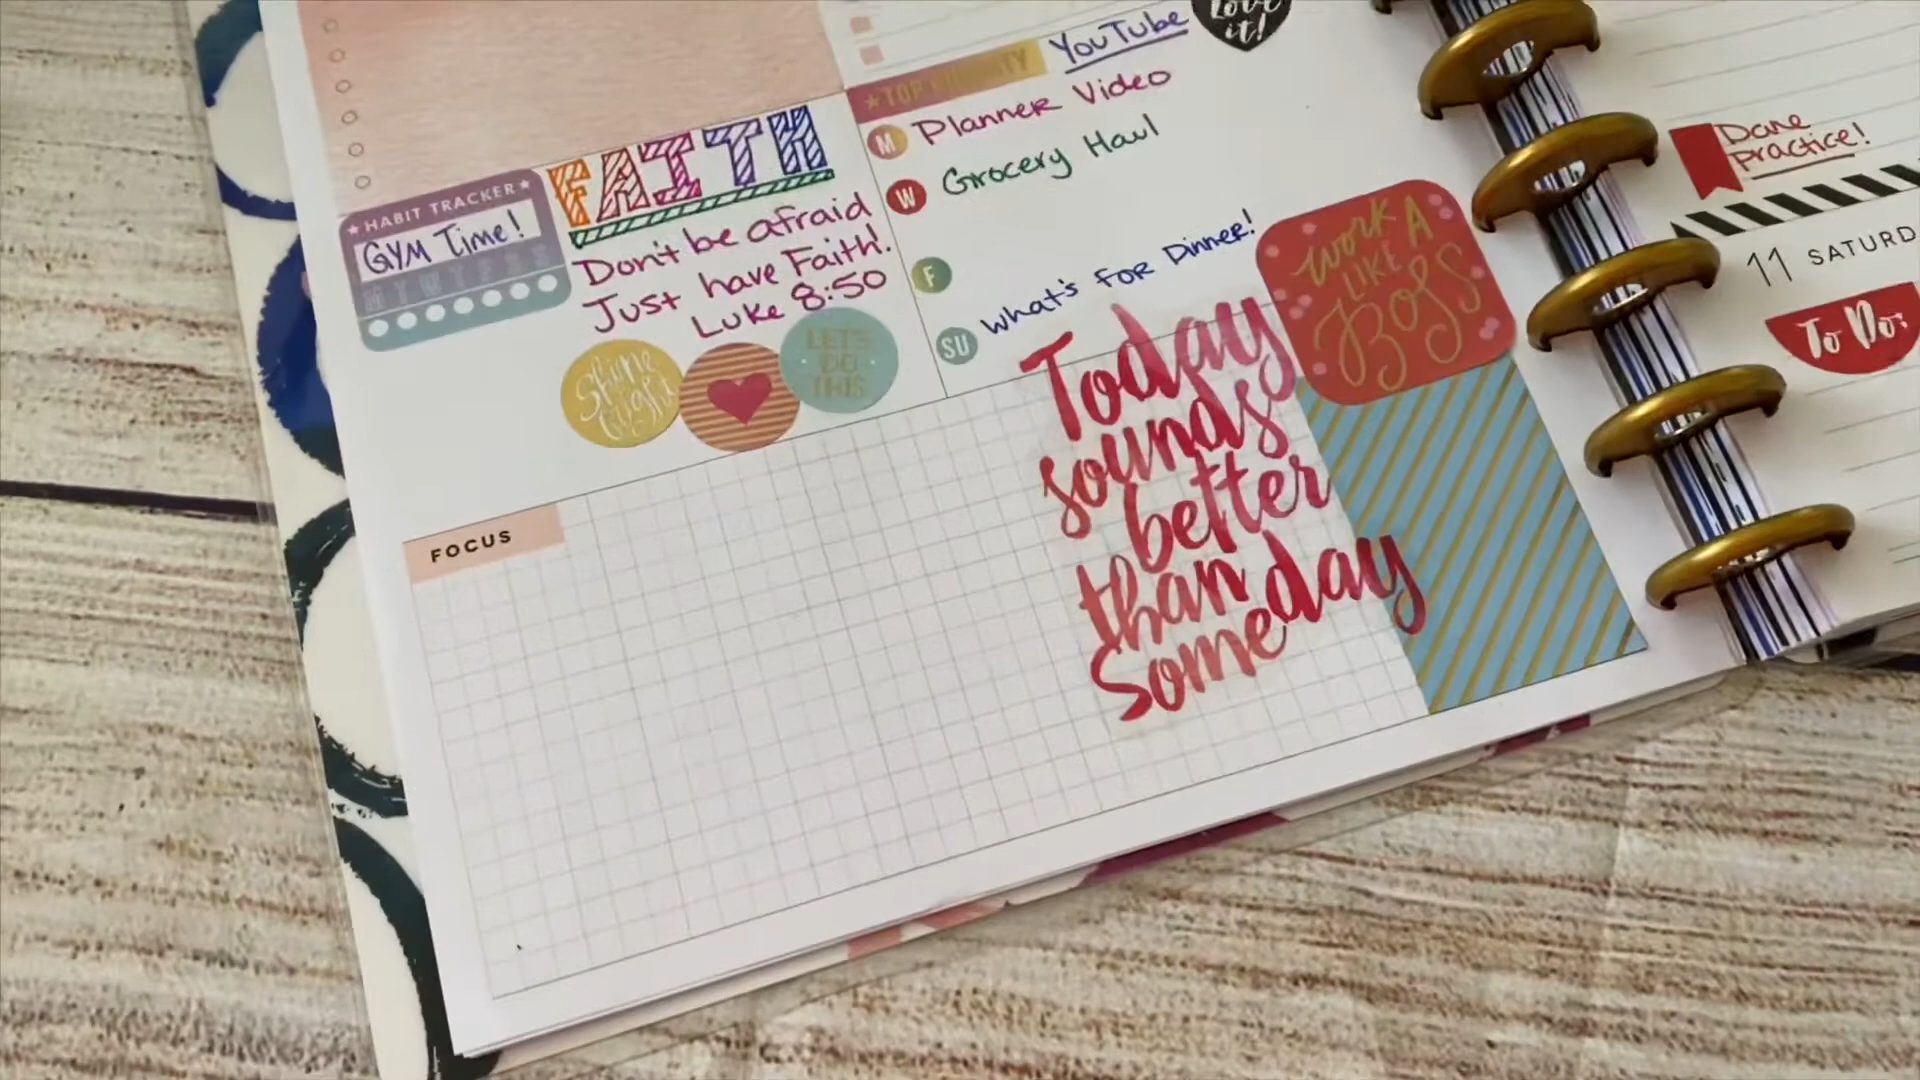 Love
it!
★TOP PRIORITY
YouTube
M Planner Video
W Grocery Haul
F
SU What's for Dinner!
★ HABIT TRACKER ★
GYM Time!
M T W T F S S
FAITH
Don't be afraid
Just have Faith!
Luke 8:50
Shine
Bright
LET'S
DO
THIS
FOCUS
Today
sounds
better
than
someday
Work A
LIKE
BOSS
Dane
practice!
11 SATURD
To Do: